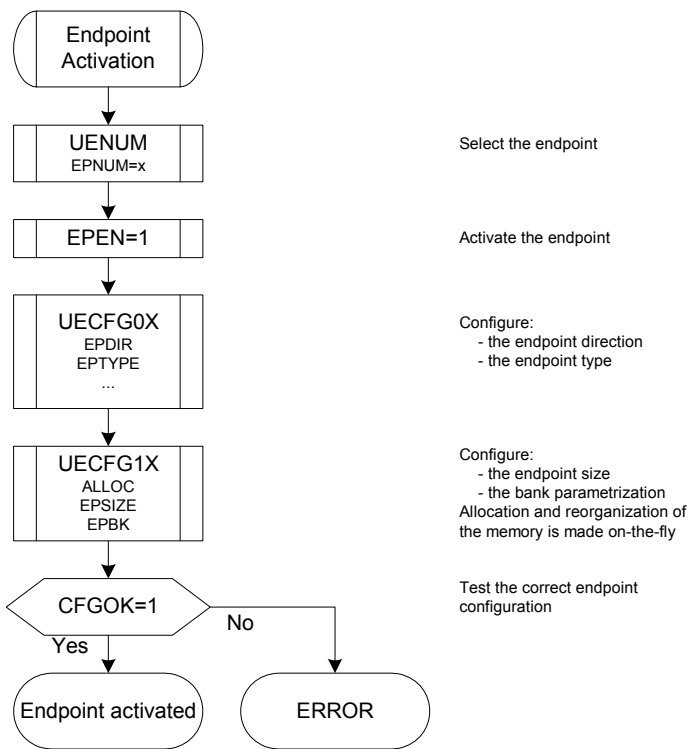 Endpoint
Activation
UENUM
EPNUM=x
Select the endpoint
EPEN=1
Activate the endpoint
UECFG0X
EPDIR
EPTYPE
...
Configure:
- the endpoint direction
- the endpoint type
UECFG1X
ALLOC
EPSIZE
EPBK
Configure:
- the endpoint size
- the bank parametrization
Allocation and reorganization of
the memory is made on-the-fly
CFGOK=1
Test the correct endpoint
configuration
No
Yes
Endpoint activated
ERROR